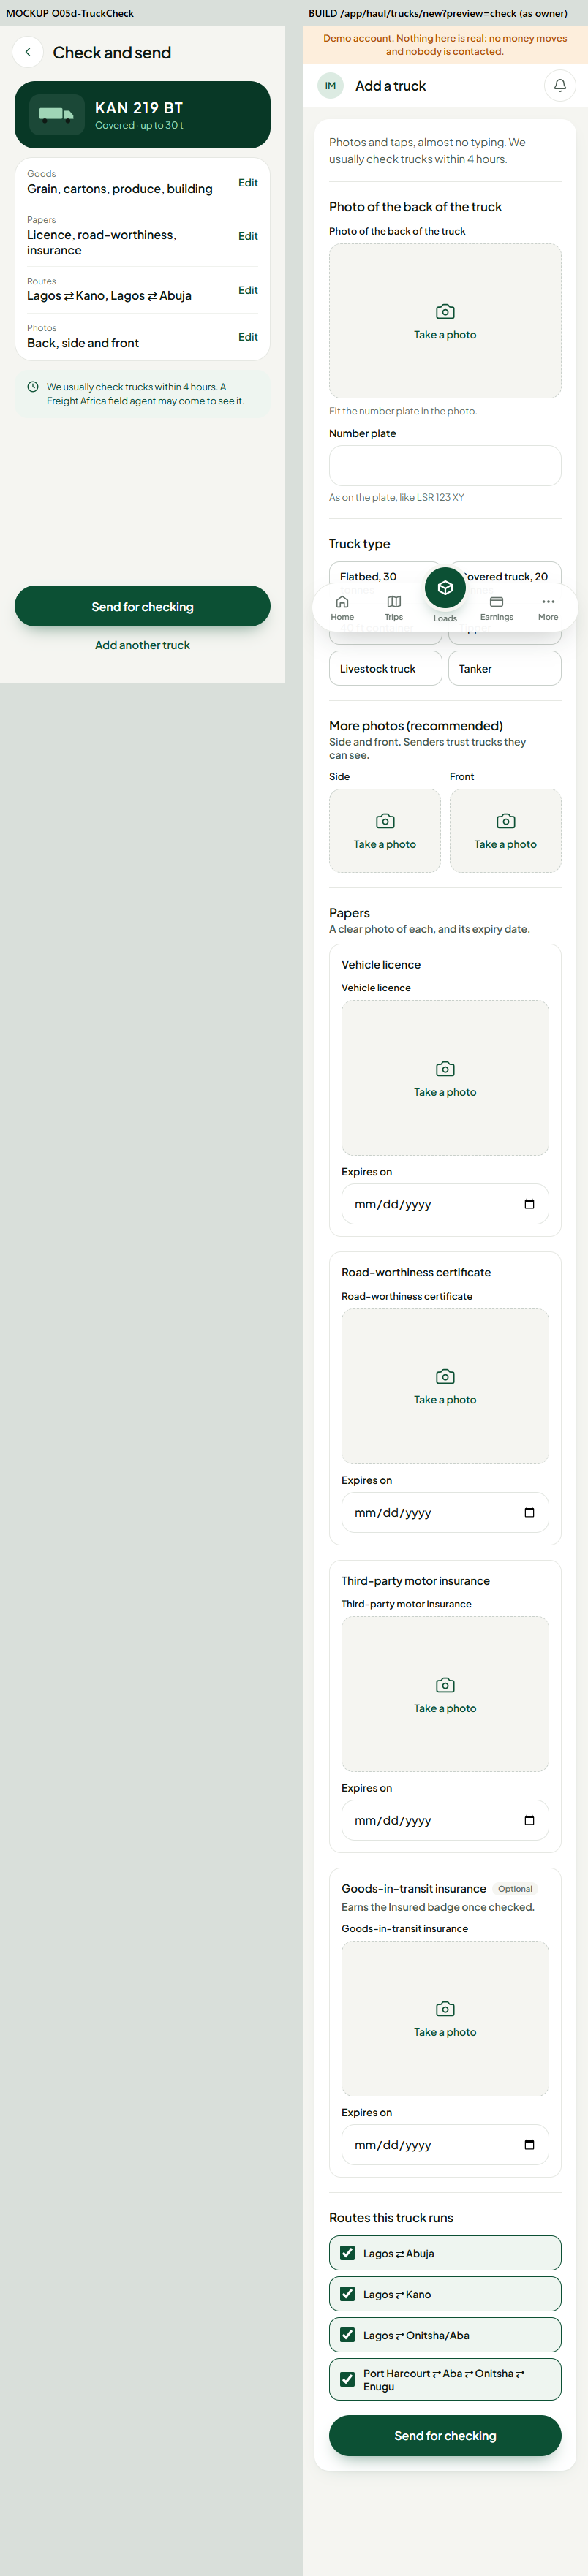 MOCKUP O05d-TruckCheck
Check and send
KAN 219 BT
Covered · up to 30 t
Goods
Grain, cartons, produce, building
Edit
Papers
Licence, road-worthiness,
insurance
Edit
Routes
Lagos ⇄ Kano, Lagos ⇄ Abuja
Edit
Photos
Back, side and front
Edit
We usually check trucks within 4 hours. A
Freight Africa field agent may come to see it.
Send for checking
Add another truck
BUILD /app/haul/trucks/new?preview=check (as owner)
Demo account. Nothing here is real: no money moves
and nobody is contacted.
IM
Add a truck
Photos and taps, almost no typing. We
usually check trucks within 4 hours.
Photo of the back of the truck
Photo of the back of the truck
Take a photo
Fit the number plate in the photo.
Number plate
As on the plate, like LSR 123 XY
Truck type
Flatbed, 30
Covered truck, 20
Home
Trips
Loads
Earnings
More
Livestock truck
Tanker
More photos (recommended)
Side and front. Senders trust trucks they
can see.
Side
Front
Take a photo
Take a photo
Papers
A clear photo of each, and its expiry date.
Vehicle licence
Vehicle licence
Take a photo
Expires on
mm/dd/yyyy
Road-worthiness certificate
Road-worthiness certificate
Take a photo
Expires on
mm/dd/yyyy
Third-party motor insurance
Third-party motor insurance
Take a photo
Expires on
mm/dd/yyyy
Goods-in-transit insurance
Optional
Earns the Insured badge once checked.
Goods-in-transit insurance
Take a photo
Expires on
mm/dd/yyyy
Routes this truck runs
Lagos ⇄ Abuja
Lagos ⇄ Kano
Lagos ⇄ Onitsha/Aba
Port Harcourt ⇄ Aba ⇄ Onitsha ⇄
Enugu
Send for checking